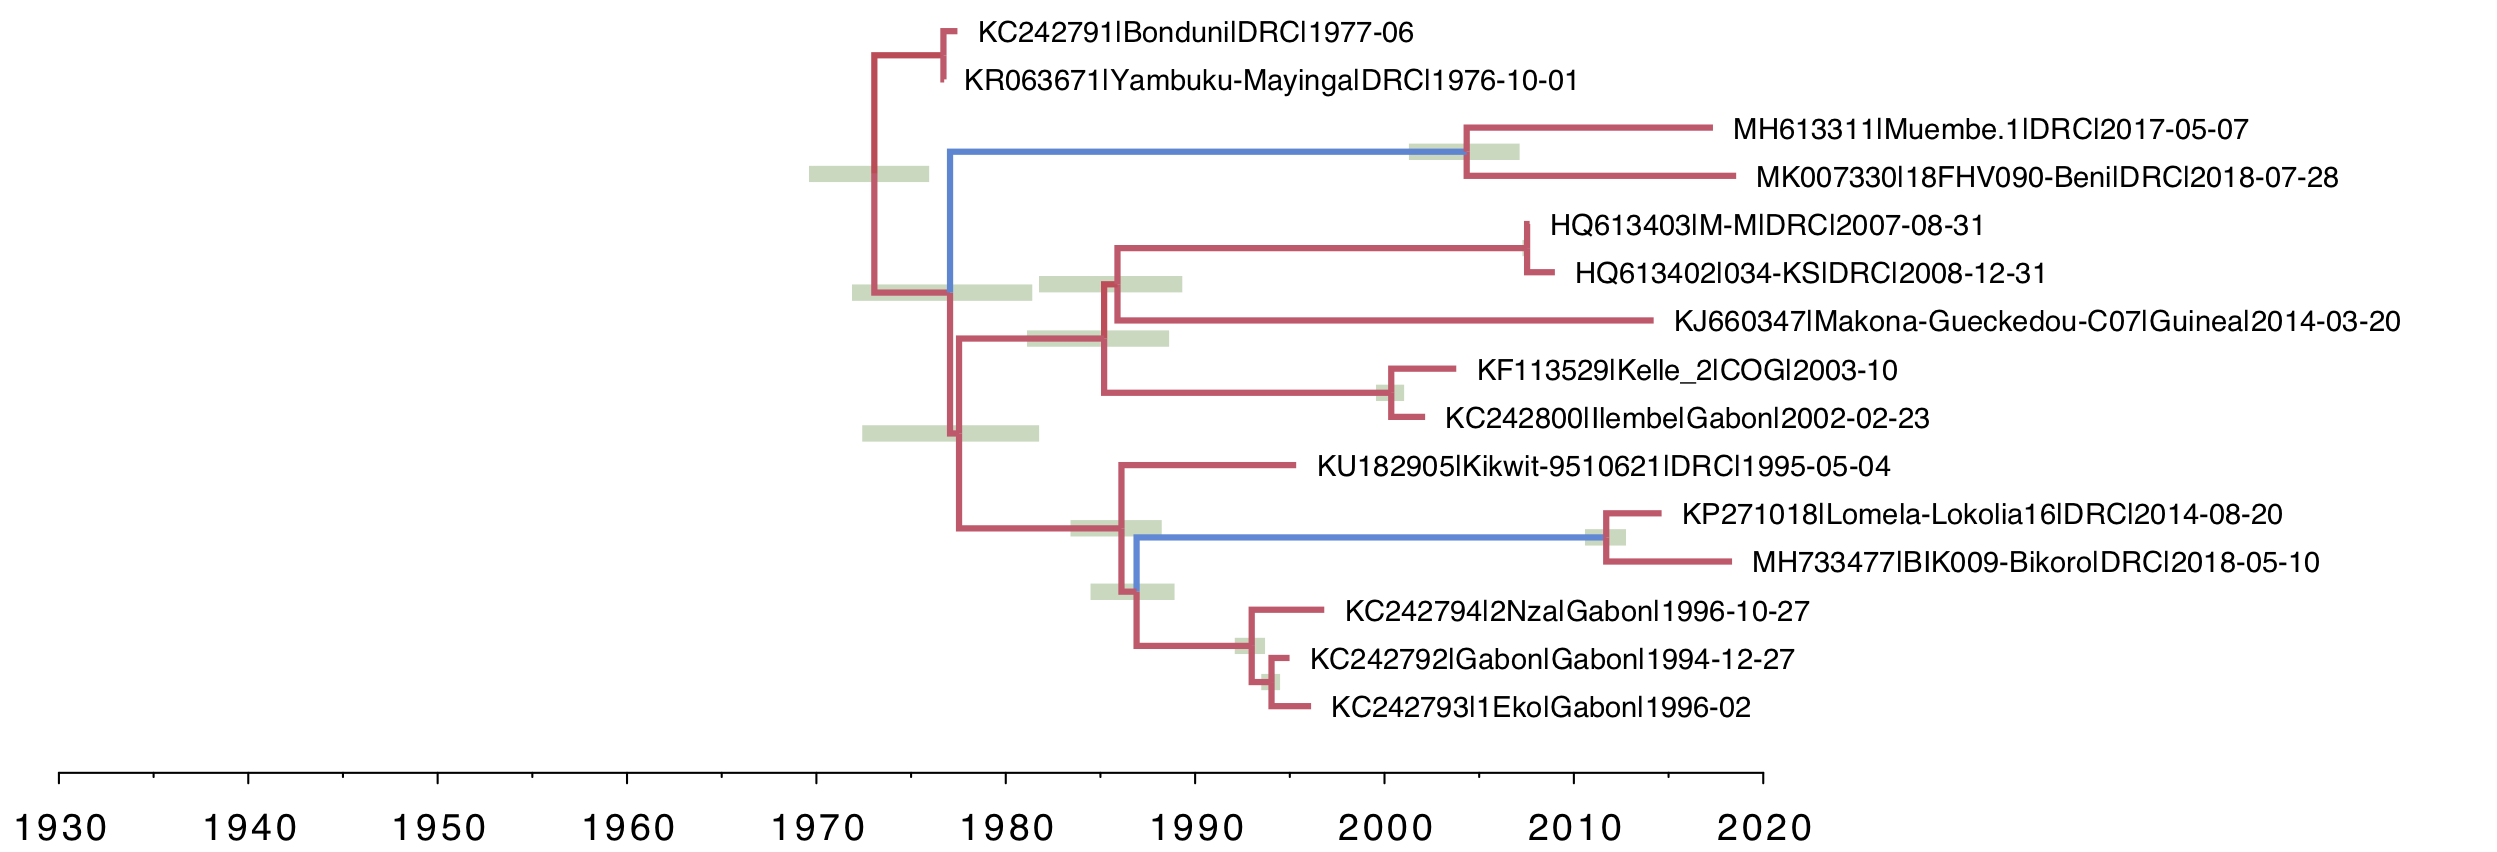 KC242791|Bonduni|DRC|1977-06
KR063671|Yambuku-Mayinga|DRC|1976-10-01
MH613311|Muembe.1|DRC|2017-05-07
MK007330|18FHV090-Beni|DRC|2018-07-28
HQ613403|M-M|DRC|2007-08-31
HQ613402|034-KS|DRC|2008-12-31
KJ660347|Makona-Gueckedou-C07|Guinea|2014-03-20
KF113529|Kelle_2|COG|2003-10
KC242800|Ilembe|Gabon|2002-02-23
KU182905|Kikwit-9510621|DRC|1995-05-04
KP271018|Lomela-Lokolia16|DRC|2014-08-20
MH733477|BIK009-Bikoro|DRC|2018-05-10
KC242794|2Nza|Gabon|1996-10-27
KC242792|Gabon|Gabon|1994-12-27
KC242793|1Eko|Gabon|1996-02
1930 1940 1950 1960 1970 1980 1990 2000 2010 2020